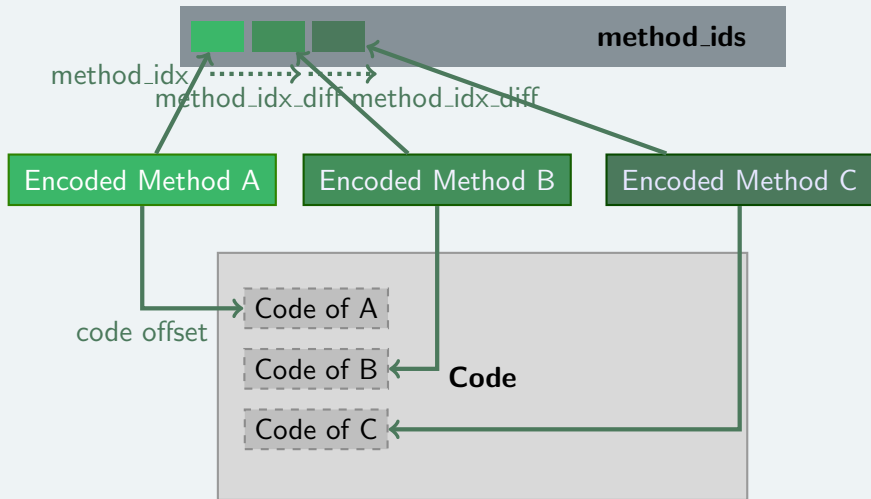 method_ids
method_idx
method_idx_diff method_idx_diff
Encoded Method A
Encoded Method B
Encoded Method C
Code of A
code offset
Code of B
Code
Code of C